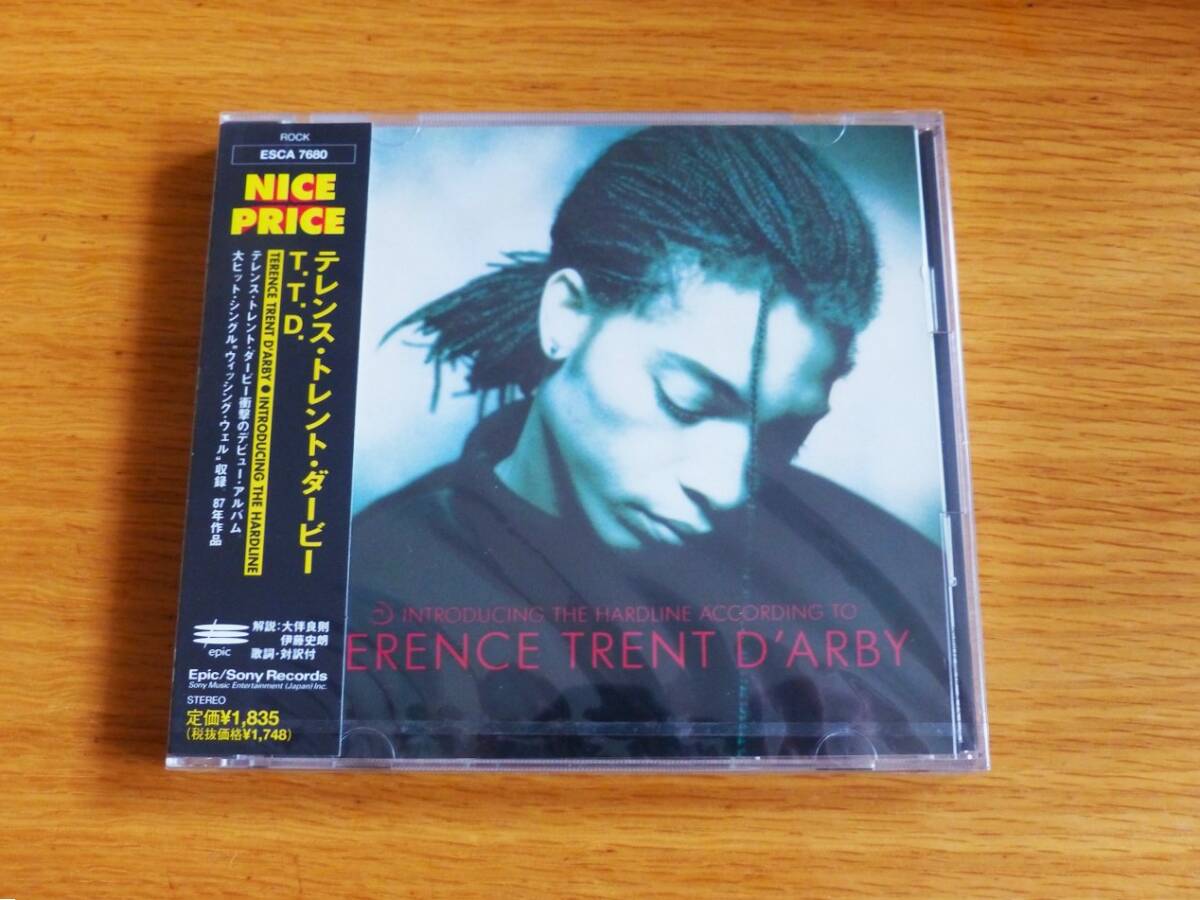 ROCK
ESCA 7680
NICE
PRICE
テレンス・トレント・ダービー
T.T.D.
TERENCE TRENT D'ARBY ● INTRODUCING THE HARDLINE
テレンス・トレント・ダービー衝撃のデビュー・アルバム
大ヒット・シングル“ウィッシング・ウェル”収録 87年作品
epic
解説:大伴良則
伊藤史朗
歌詞・対訳付
Epic/Sony Records
Sony Music Entertainment (Japan) Inc.
STEREO
定価¥1,835
(税抜価格¥1,748)
INTRODUCING THE HARDLINE ACCORDING TO
ERENCE TRENT D'ARBY